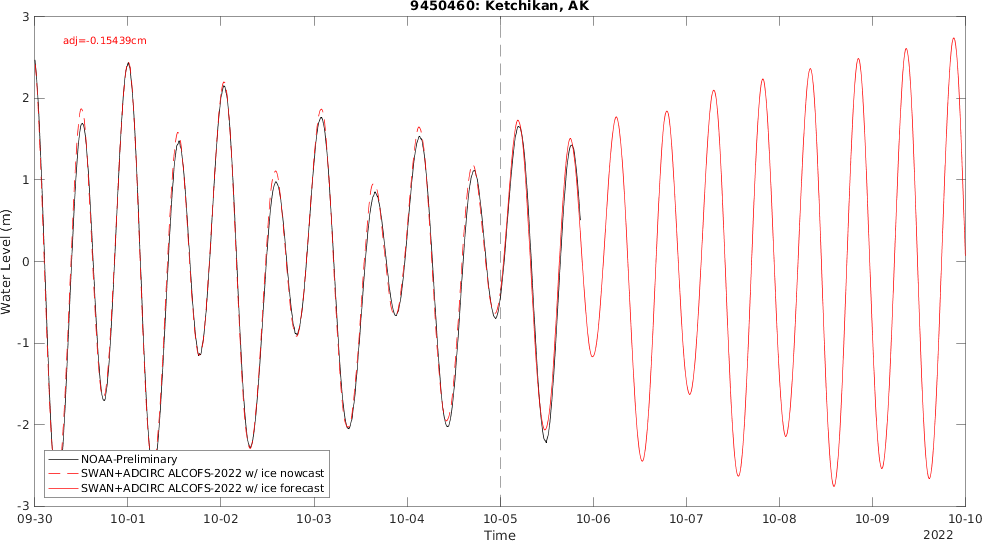 9450460: Ketchikan, AK
adj=-0.15439cm
Water Level (m)
3
2
1
0
-1
-2
-3
NOAA-Preliminary
SWAN+ADCIRC ALCOFS-2022 w/ ice nowcast
SWAN+ADCIRC ALCOFS-2022 w/ ice forecast
09-30 10-01 10-02 10-03 10-04 10-05 10-06 10-07 10-08 10-09 10-10
Time
2022